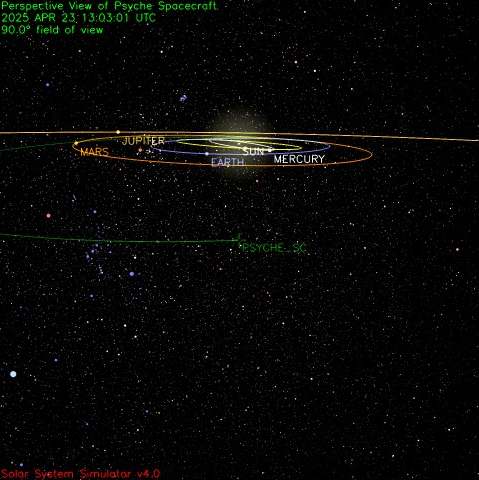 Perspective View of Psyche Spacecraft.
2025 APR 23 13:03:01 UTC
90.0° field of view
JUPITER
MARS
SUN
EARTH
MERCURY
PSYCHE_SC
Solar System Simulator v4.0